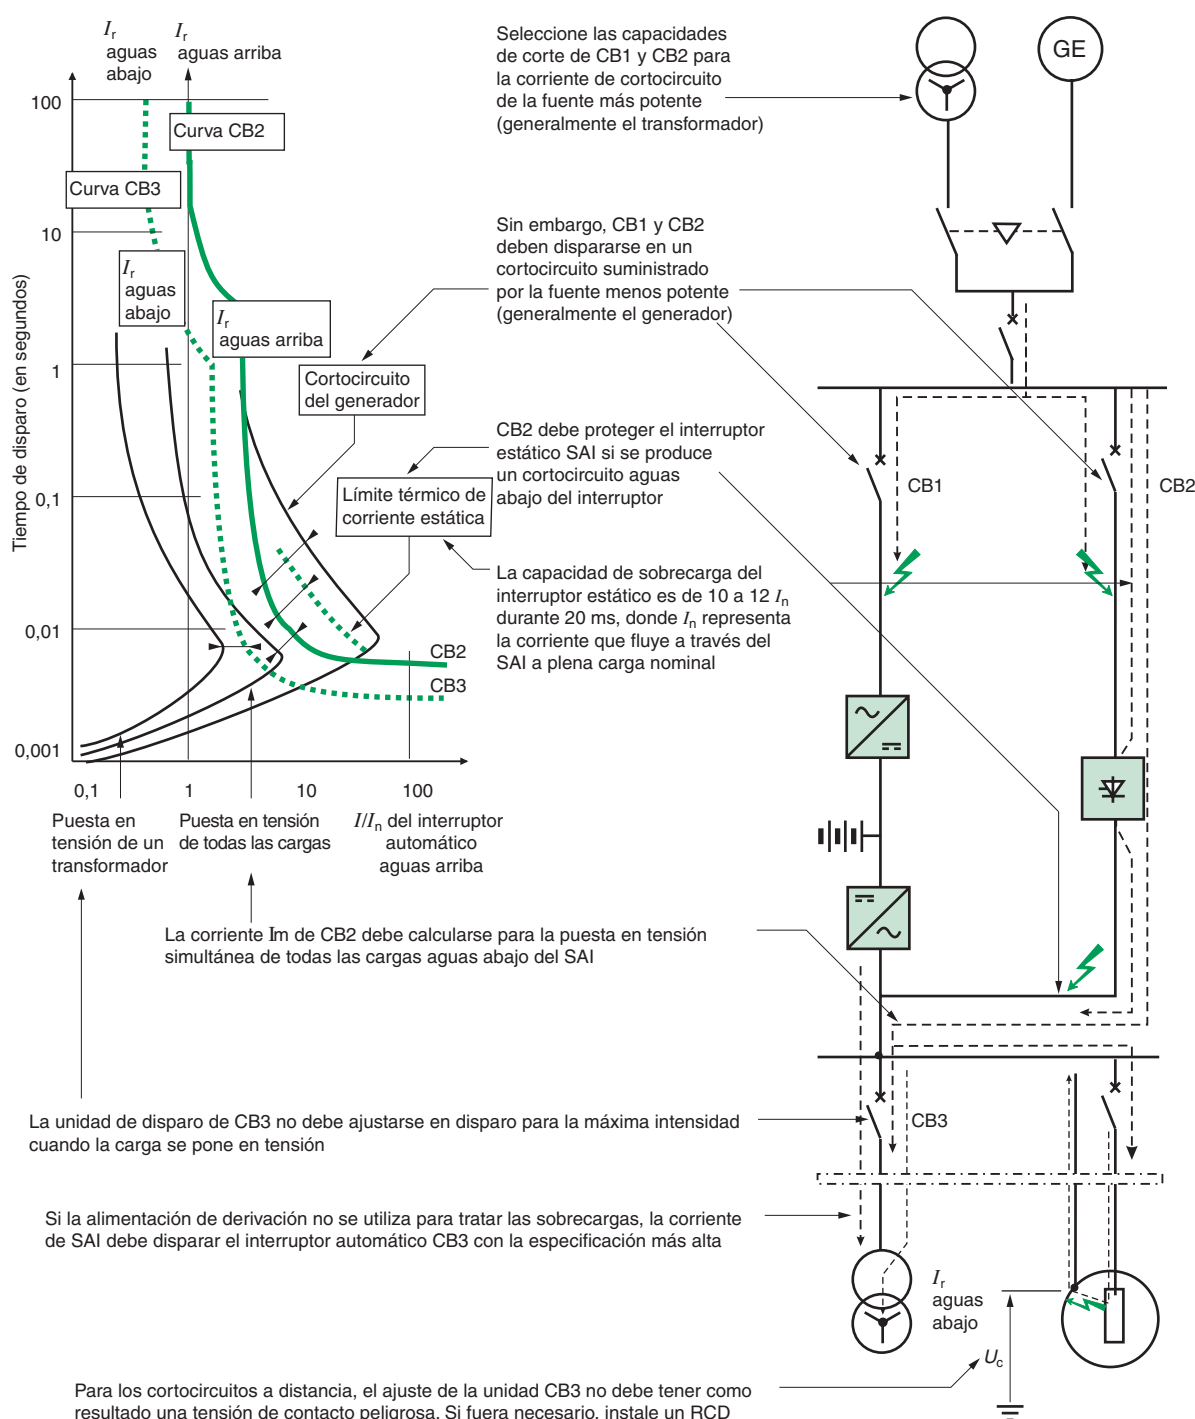 Ir
aguas
abajo
Ir
aguas arriba
Seleccione las capacidades
de corte de CB1 y CB2 para
la corriente de cortocircuito
de la fuente más potente
(generalmente el transformador)
GE
100
Curva CB2
Curva CB3
10
Ir
aguas
abajo
Ir
aguas arriba
Sin embargo, CB1 y CB2
deben dispararse en un
cortocircuito suministrado
por la fuente menos potente
(generalmente el generador)
Tiempo de disparo (en segundos)
1
Cortocircuito
del generador
CB2 debe proteger el interruptor
estático SAI si se produce
un cortocircuito aguas
abajo del interruptor
CB1
CB2
0,1
Límite térmico de
corriente estática
La capacidad de sobrecarga del
interruptor estático es de 10 a 12 In
durante 20 ms, donde In representa
la corriente que fluye a través del
SAI a plena carga nominal
0,01
CB2
CB3
0,001
0,1
1
10
100
Puesta en
tensión de un
transformador
Puesta en tensión
de todas las cargas
I/In del interruptor
automático
aguas arriba
La corriente Im de CB2 debe calcularse para la puesta en tensión
simultánea de todas las cargas aguas abajo del SAI
La unidad de disparo de CB3 no debe ajustarse en disparo para la máxima intensidad
cuando la carga se pone en tensión
CB3
Si la alimentación de derivación no se utiliza para tratar las sobrecargas, la corriente
de SAI debe disparar el interruptor automático CB3 con la especificación más alta
Ir
aguas
abajo
Uc
Para los cortocircuitos a distancia, el ajuste de la unidad CB3 no debe tener como
resultado una tensión de contacto peligrosa. Si fuera necesario, instale un RCD